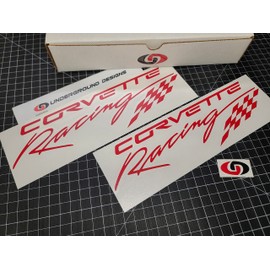 UNDERGROUND DESIGNS
CORVETTE
Racing
CORVETTE
Racing